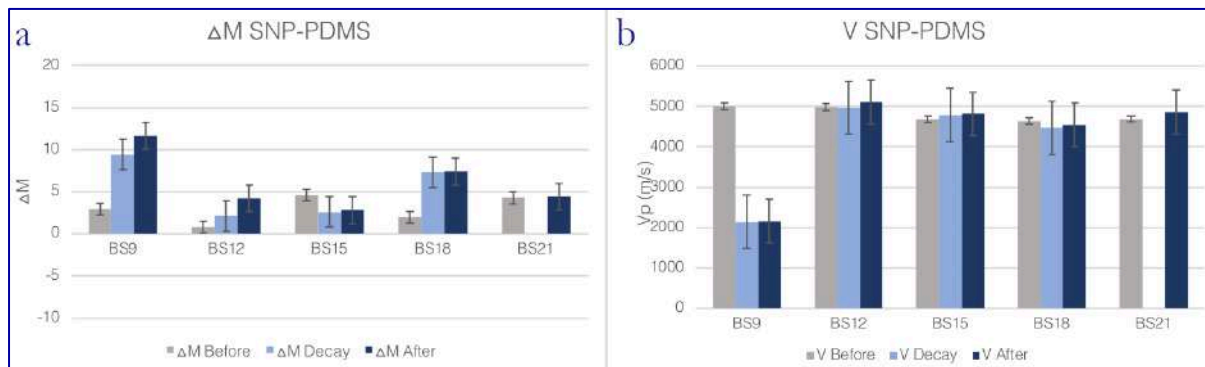 a
ΔM SNP-PDMS
20
15
10
5
0
-5
-10
ΔM
BS9 BS12 BS15 BS18 BS21
ΔM Before ΔM Decay ΔM After
b
V SNP-PDMS
6000
5000
4000
3000
2000
1000
0
Vp (m/s)
BS9 BS12 BS15 BS18 BS21
V Before V Decay V After